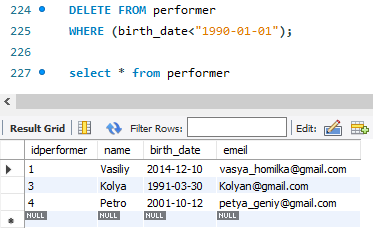 224 DELETE FROM performer
225 WHERE (birth_date<"1990-01-01");
226
227 select * from performer
Result Grid Filter Rows: Edit:
idperformer name birth_date emeil
1 Vasiliy 2014-12-10 vasya_homilka@gmail.com
3 Kolya 1991-03-30 Kolyan@gmail.com
4 Petro 2001-10-12 petya_geniy@gmail.com
NULL NULL NULL NULL